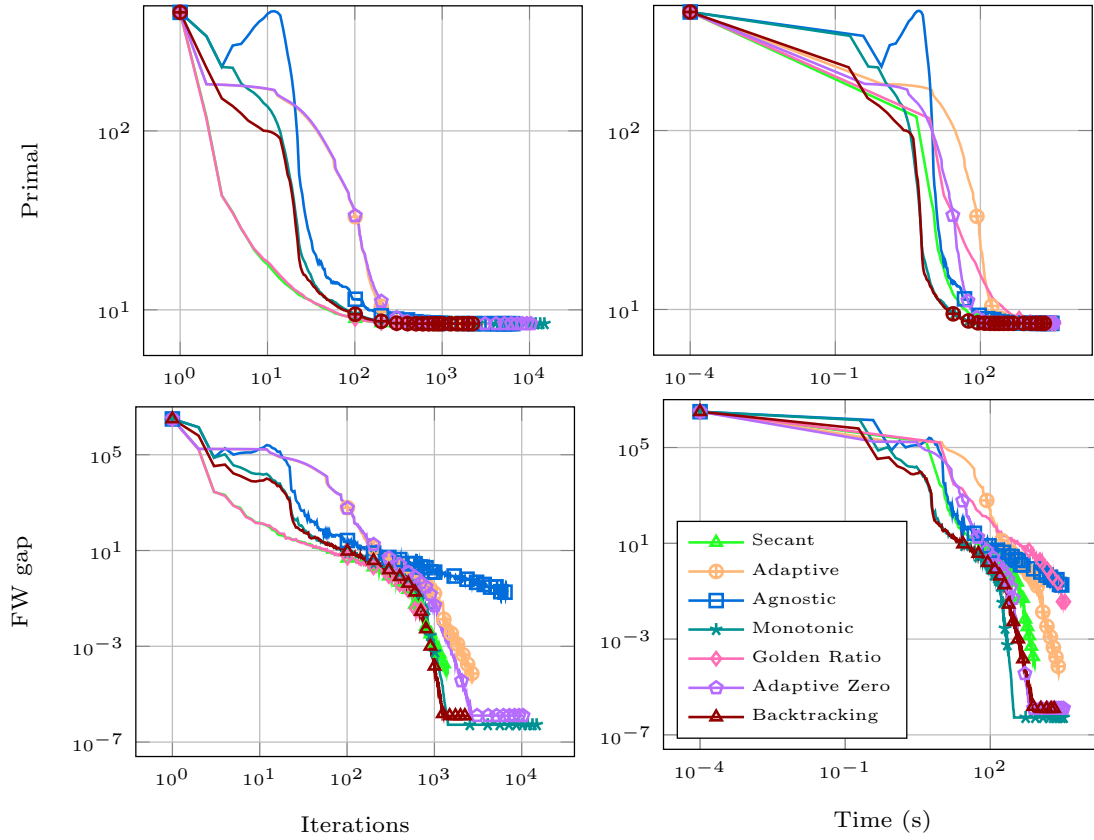 Primal
10^2
10^1
10^0
10^1
10^2
10^3
10^4
10^2
10^1
10^−4
10^−1
10^2
FW gap
10^5
10^1
10^−3
10^−7
10^0
10^1
10^2
10^3
10^4
Iterations
10^5
10^1
10^−3
10^−7
10^−4
10^−1
10^2
Time (s)
Secant
Adaptive
Agnostic
Monotonic
Golden Ratio
Adaptive Zero
Backtracking